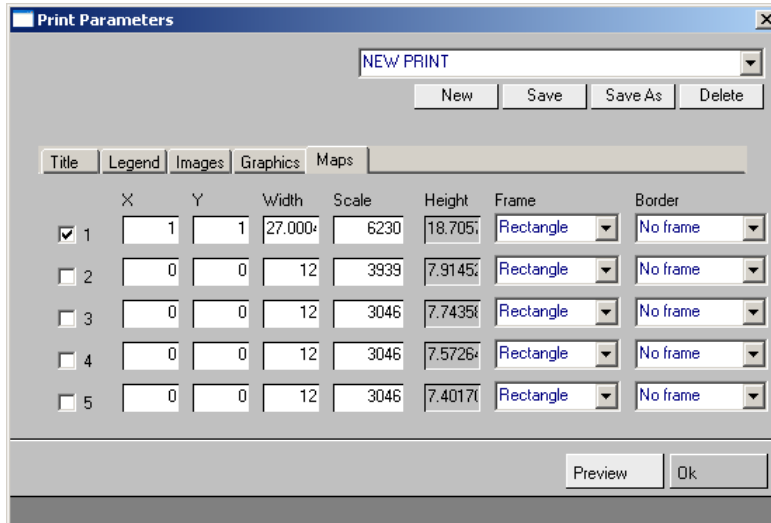 Print Parameters
NEW PRINT
New Save Save As Delete
Title Legend Images Graphics Maps
X Y Width Scale Height Frame Border
1 1 1 27.0004 6230 18.7057 Rectangle No frame
2 0 0 12 3939 7.91452 Rectangle No frame
3 0 0 12 3046 7.74358 Rectangle No frame
4 0 0 12 3046 7.57264 Rectangle No frame
5 0 0 12 3046 7.40170 Rectangle No frame
Preview Ok